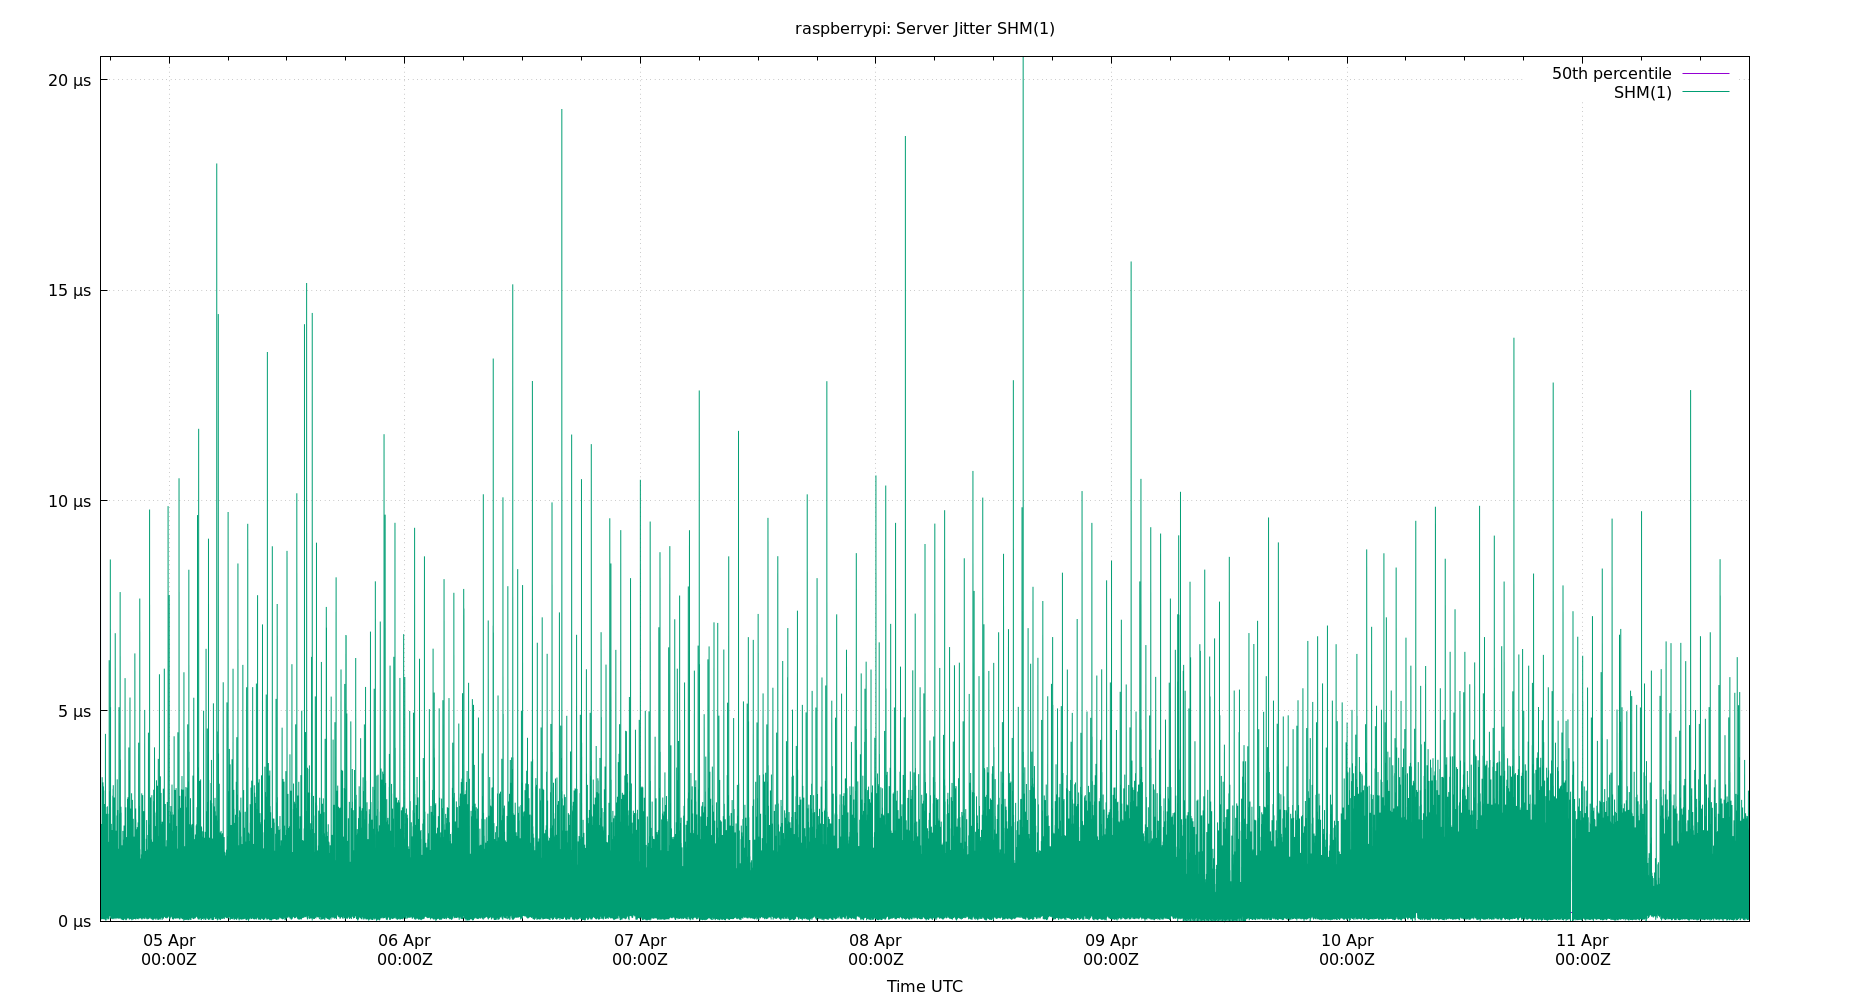 raspberrypi: Server Jitter SHM(1)
50th percentile
SHM(1)
20 µs
15 µs
10 µs
5 µs
0 µs
05 Apr 06 Apr 07 Apr 08 Apr 09 Apr 10 Apr 11 Apr
00:00Z 00:00Z 00:00Z 00:00Z 00:00Z 00:00Z 00:00Z
Time UTC